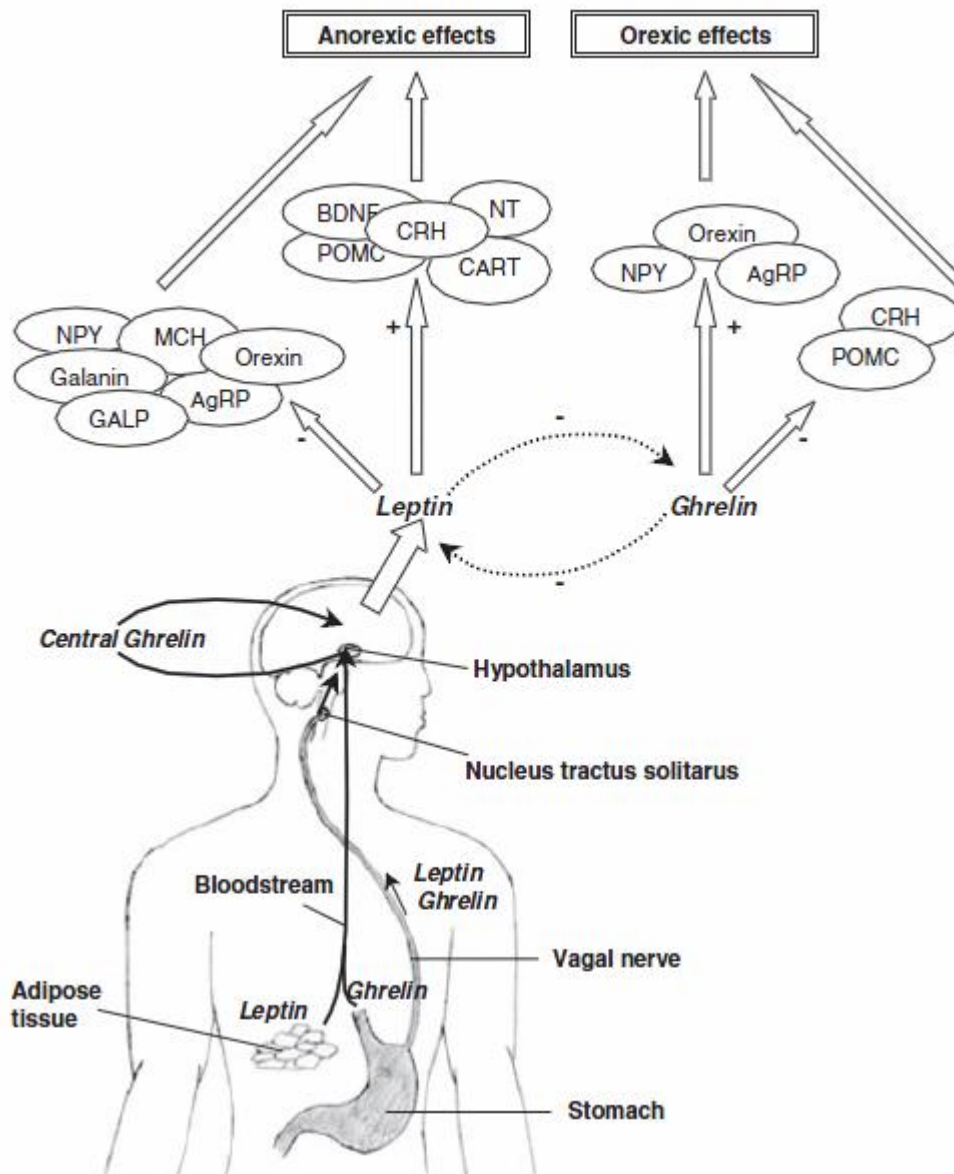 Anorexic effects
Orexic effects
BDNF
NT
CRH
POMC
CART
Orexin
NPY
AgRP
NPY
MCH
Orexin
Galanin
AgRP
GALP
CRH
POMC
+
+
-
-
-
Leptin
Ghrelin
-
Central Ghrelin
Hypothalamus
Nucleus tractus solitarus
Bloodstream
Leptin
Ghrelin
Vagal nerve
Adipose
tissue
Leptin
Ghrelin
Stomach